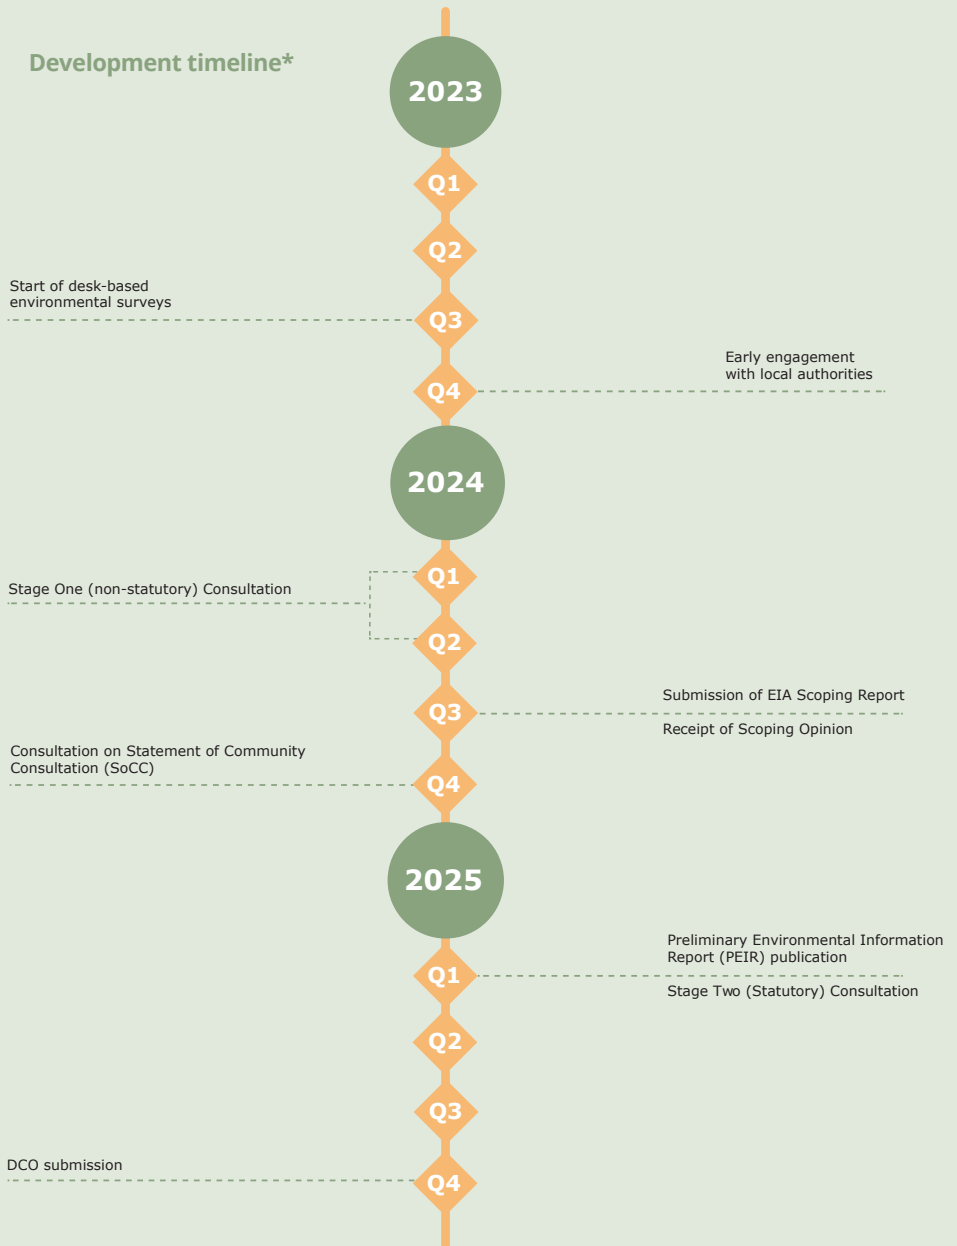 Development timeline*
2023
Q1
Q2
Start of desk-based
environmental surveys
Q3
Early engagement
with local authorities
Q4
2024
Q1
Stage One (non-statutory) Consultation
Q2
Submission of EIA Scoping Report
Q3
Receipt of Scoping Opinion
Consultation on Statement of Community
Consultation (SoCC)
Q4
2025
Preliminary Environmental Information
Report (PEIR) publication
Q1
Stage Two (Statutory) Consultation
Q2
Q3
DCO submission
Q4